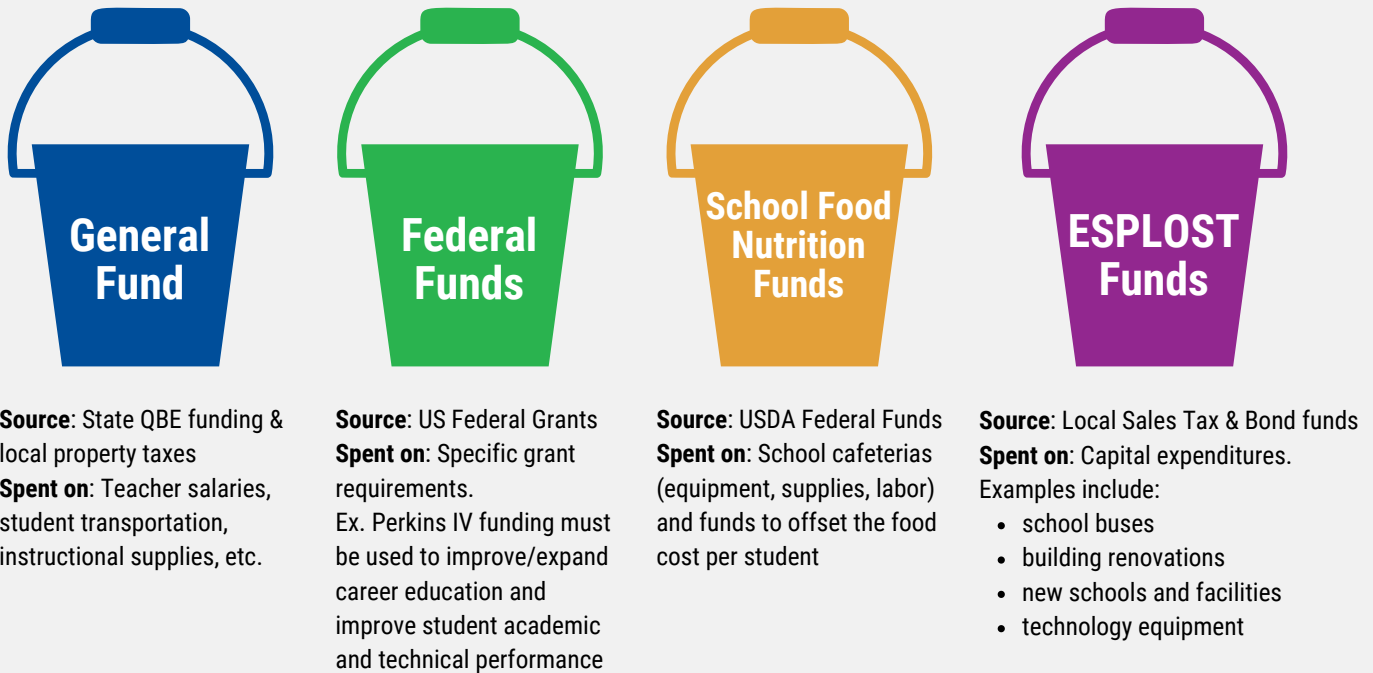 General
Fund
Federal
Funds
School Food
Nutrition
Funds
ESPLOST
Funds
Source: State QBE funding &
local property taxes
Spent on: Teacher salaries,
student transportation,
instructional supplies, etc.
Source: US Federal Grants
Spent on: Specific grant
requirements.
Ex. Perkins IV funding must
be used to improve/expand
career education and
improve student academic
and technical performance
Source: USDA Federal Funds
Spent on: School cafeterias
(equipment, supplies, labor)
and funds to offset the food
cost per student
Source: Local Sales Tax & Bond funds
Spent on: Capital expenditures.
Examples include:
• school buses
• building renovations
• new schools and facilities
• technology equipment